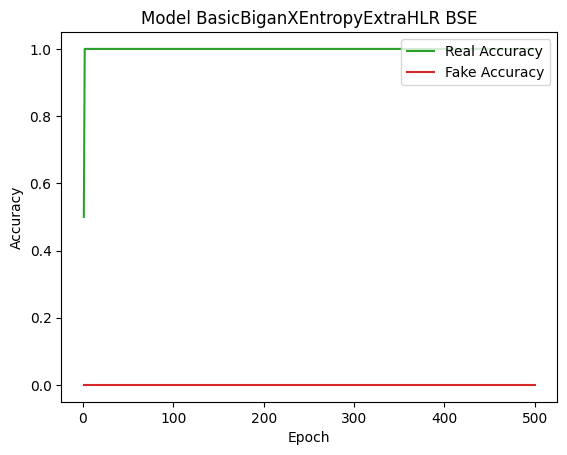 Model BasicBiganXEntropyExtraHLR BSE
Real Accuracy
Fake Accuracy
Accuracy
1.0
0.8
0.6
0.4
0.2
0.0
0 100 200 300 400 500
Epoch